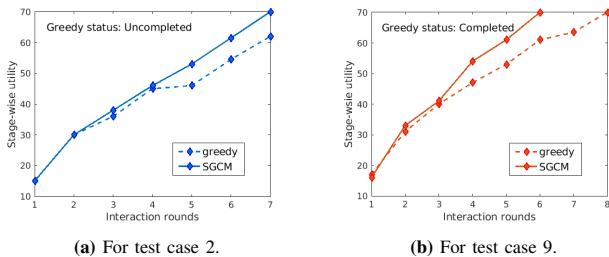 70
60
50
40
30
20
10
Stage-wise utility
Greedy status: Uncompleted
greedy
SGCM
1 2 3 4 5 6 7
Interaction rounds
(a) For test case 2.
70
60
50
40
30
20
10
Stage-wsie utility
Greedy status: Completed
greedy
SGCM
1 2 3 4 5 6 7 8
Interaction rounds
(b) For test case 9.